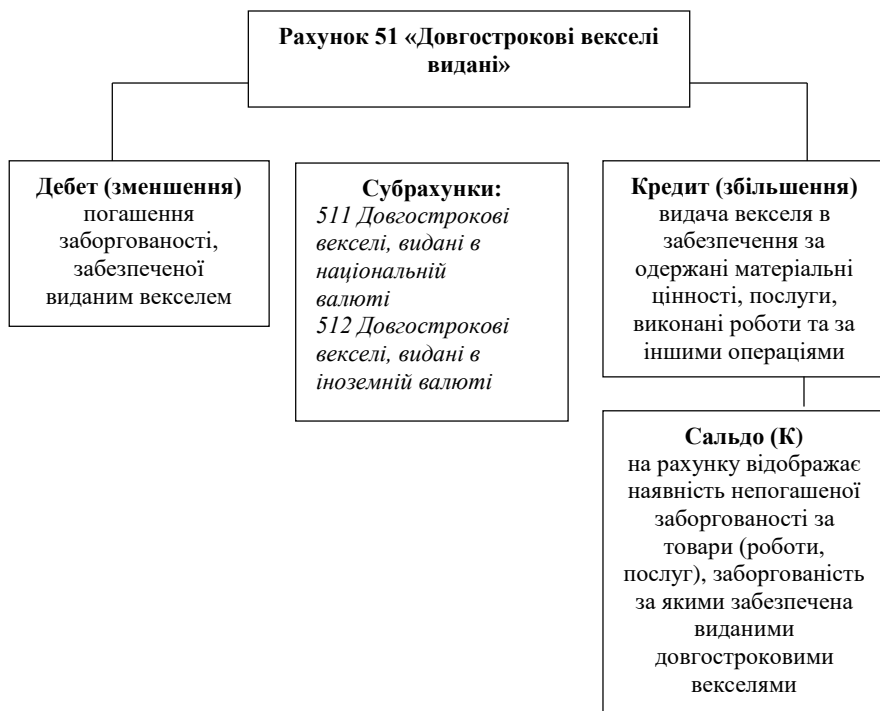 Рахунок 51 «Довгострокові векселі
видані»
Дебет (зменшення)
погашення
заборгованості,
забезпеченої
виданим векселем
Субрахунки:
511 Довгострокові
векселі, видані в
національній
валюті
512 Довгострокові
векселі, видані в
іноземній валюті
Кредит (збільшення)
видача векселя в
забезпечення за
одержані матеріальні
цінності, послуги,
виконані роботи та за
іншими операціями
Сальдо (К)
на рахунку відображає
наявність непогашеної
заборгованості за
товари (роботи,
послуг), заборгованість
за якими забезпечена
виданими
довгостроковими
векселями